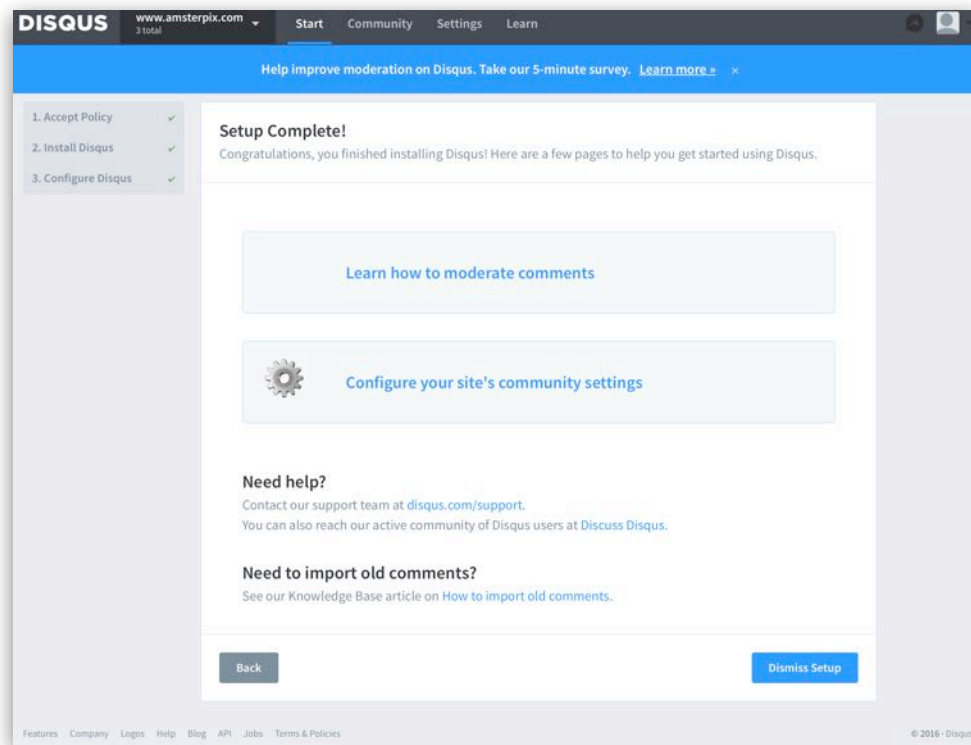 DISQUS
www.amsterpix.com
3 total
Start Community Settings Learn
Help improve moderation on Disqus. Take our 5-minute survey. Learn more » ×
1. Accept Policy
2. Install Disqus
3. Configure Disqus
Setup Complete!
Congratulations, you finished installing Disqus! Here are a few pages to help you get started using Disqus.
Learn how to moderate comments
Configure your site's community settings
Need help?
Contact our support team at disqus.com/support.
You can also reach our active community of Disqus users at Discuss Disqus.
Need to import old comments?
See our Knowledge Base article on How to import old comments.
Back
Dismiss Setup
Features Company Logos Help Blog API Jobs Terms & Policies
© 2016 - Disqus